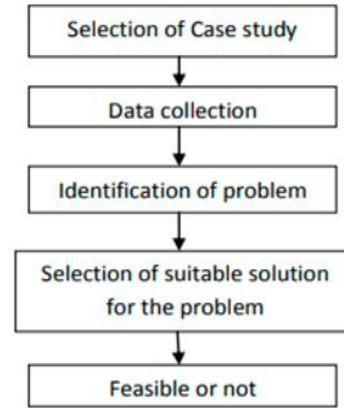 Selection of Case study
Data collection
Identification of problem
Selection of suitable solution
for the problem
Feasible or not